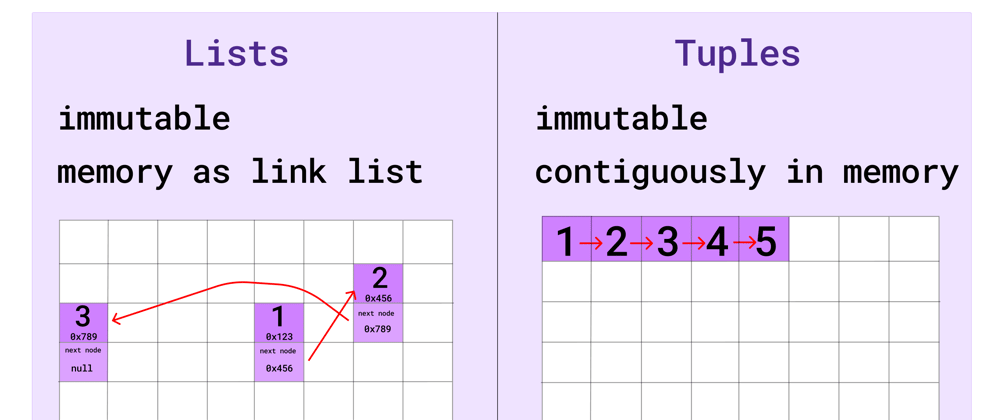 Lists
immutable
memory as link list
2
0x456
next node
0x789
3
0x789
next node
null
1
0x123
next node
0x456
Tuples
immutable
contiguously in memory
1 2 3 4 5